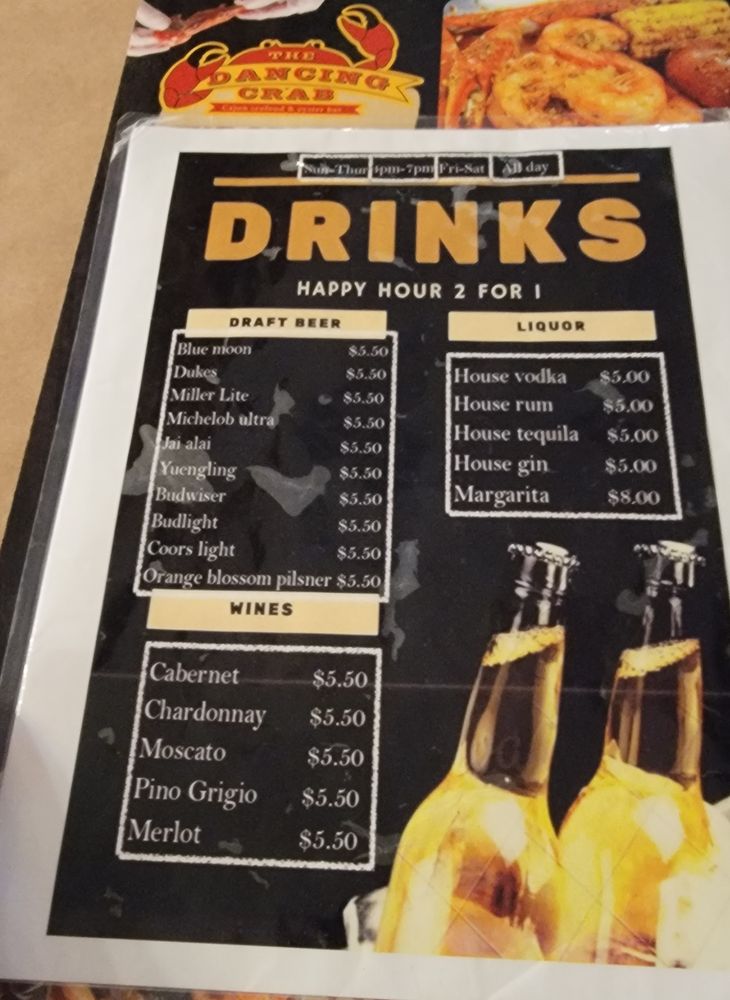 THE
DANCING
CRAB
Cajun seafood & oyster bar
Sun-Thur 4pm-7pm Fri-Sat All day
DRINKS
HAPPY HOUR 2 FOR 1
DRAFT BEER
Blue moon $5.50
Dukes $5.50
Miller Lite $5.50
Michelob ultra $5.50
Jai alai $5.50
Yuengling $5.50
Budwiser $5.50
Budlight $5.50
Coors light $5.50
Orange blossom pilsner $5.50
WINES
Cabernet $5.50
Chardonnay $5.50
Moscato $5.50
Pino Grigio $5.50
Merlot $5.50
LIQUOR
House vodka $5.00
House rum $5.00
House tequila $5.00
House gin $5.00
Margarita $8.00